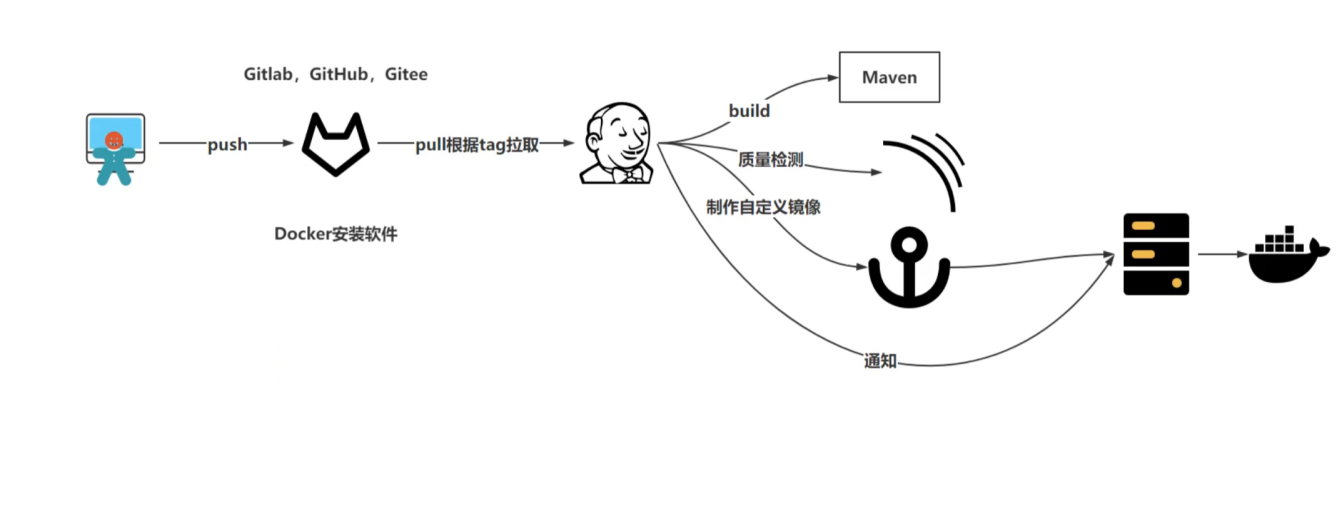 Gitlab，GitHub，Gitee
push
pull根据tag拉取
build
Maven
质量检测
制作自定义镜像
Docker安装软件
通知